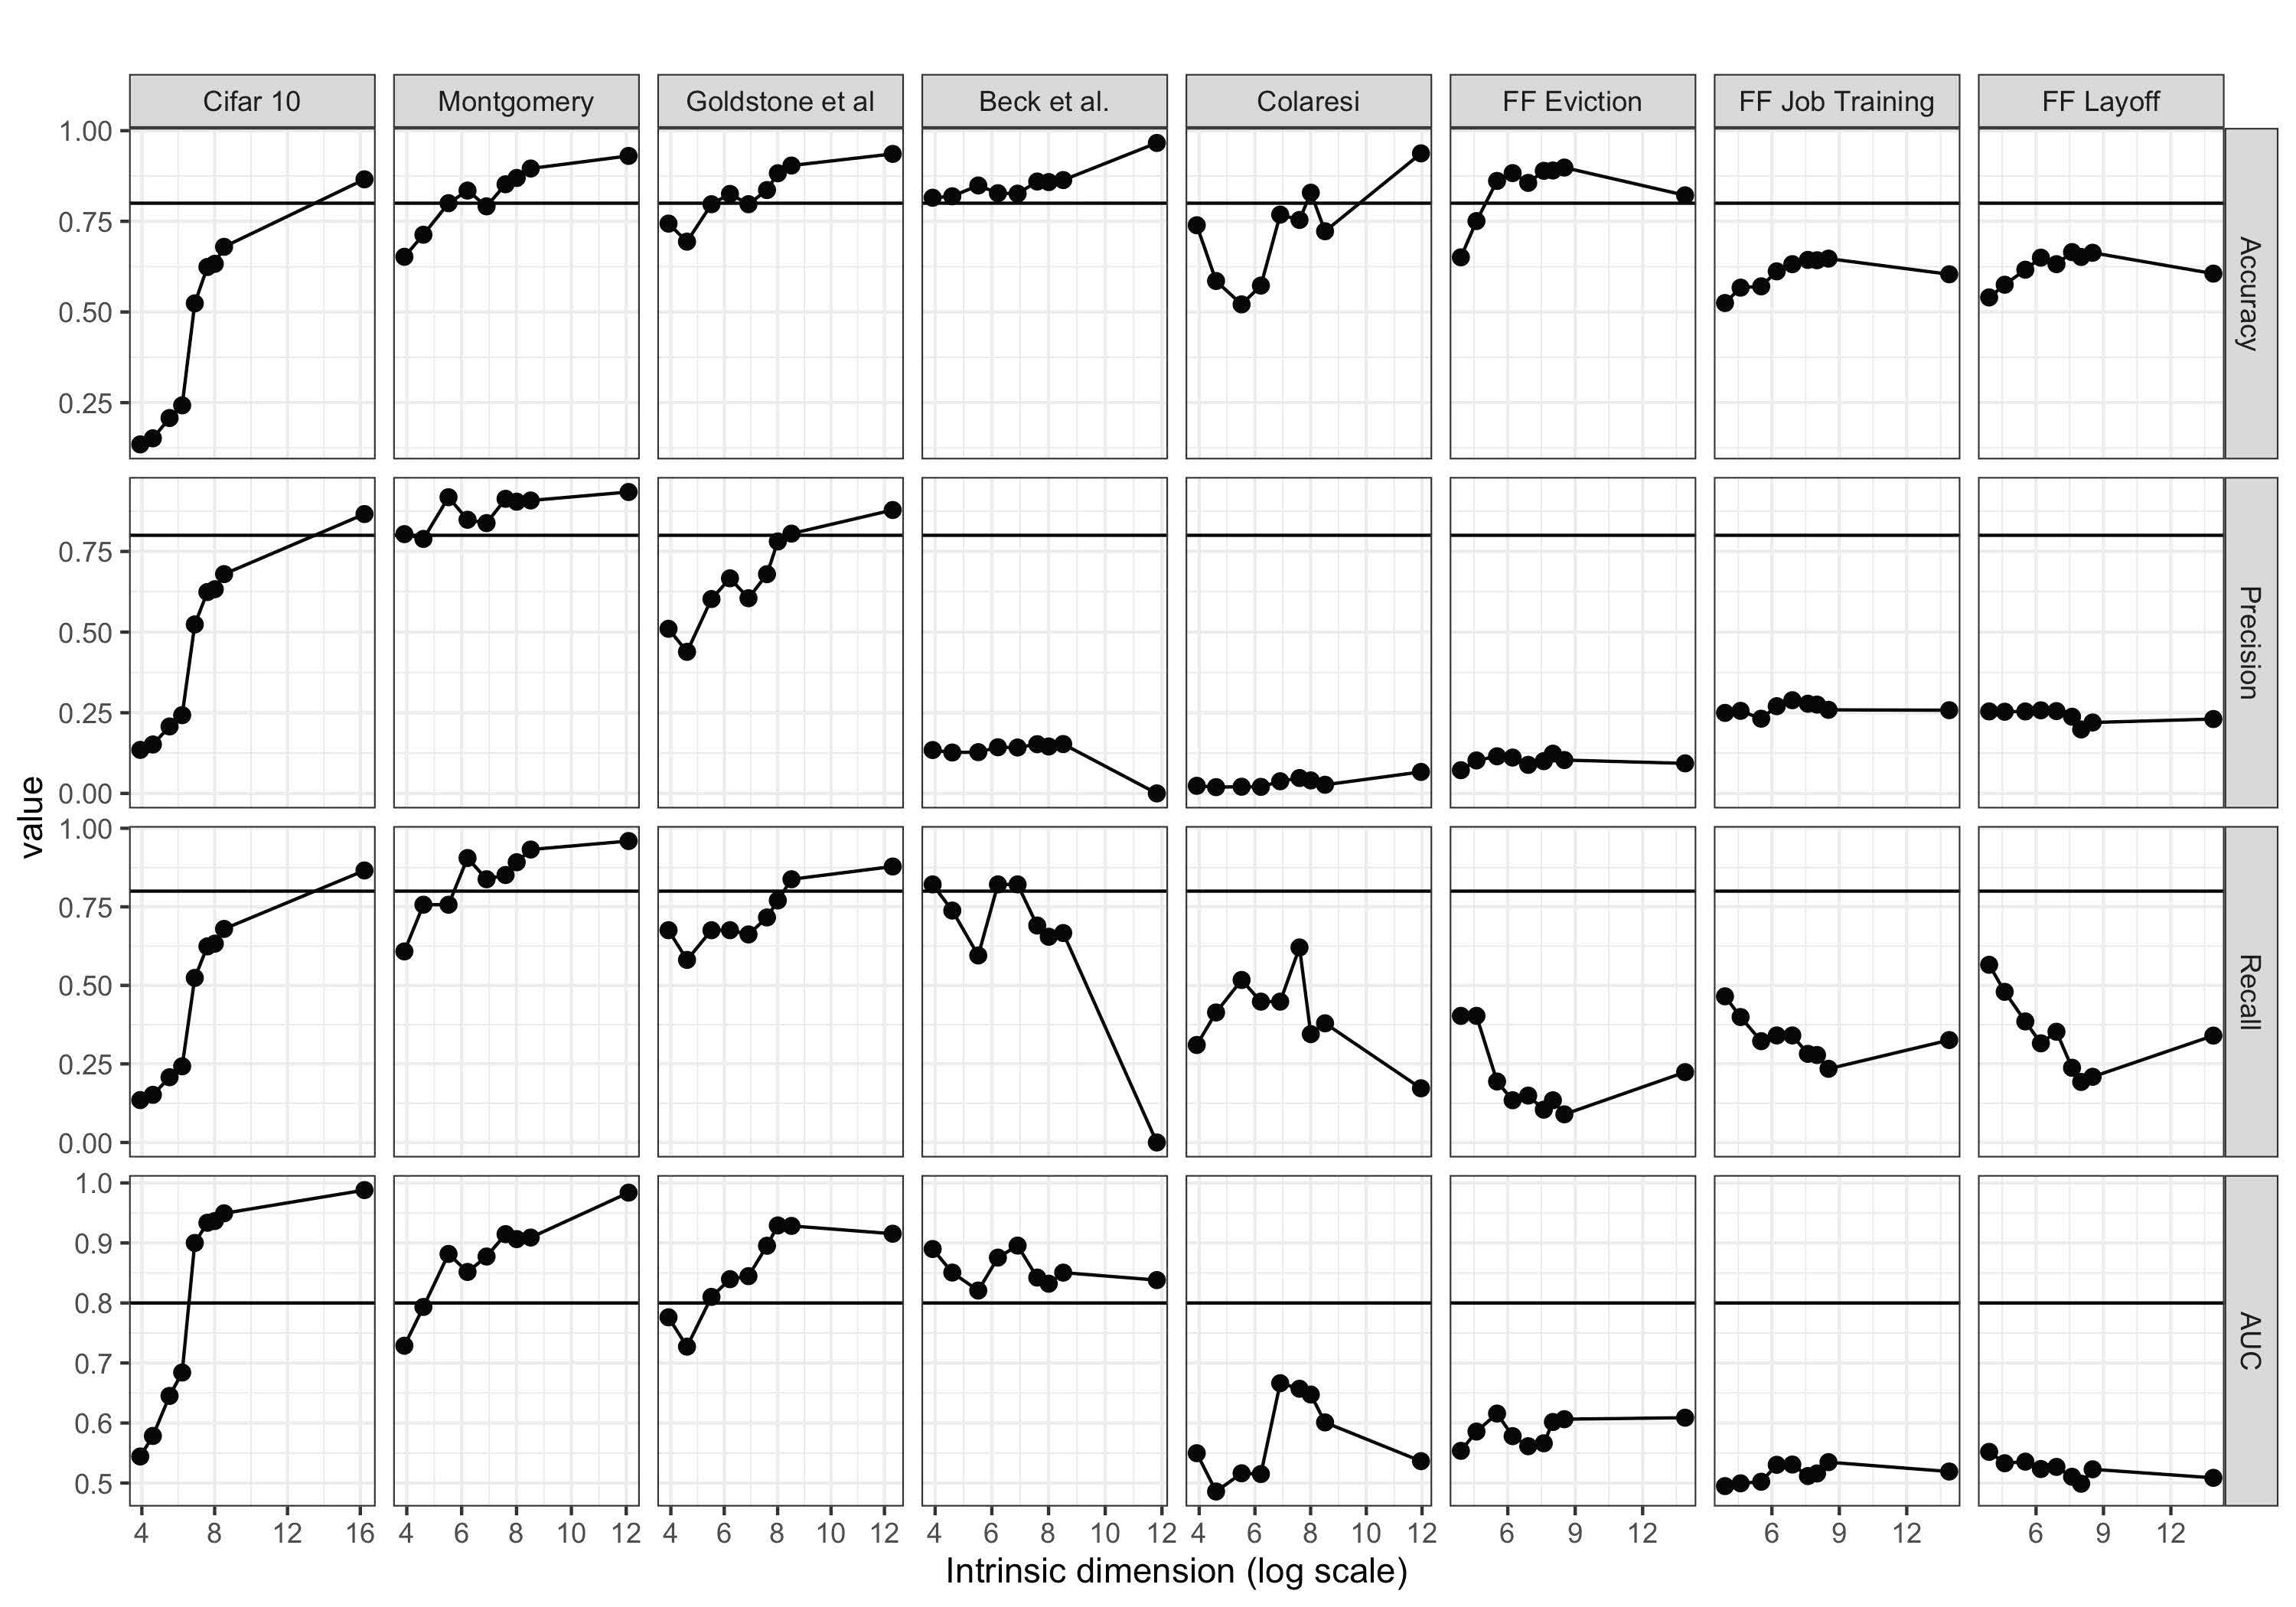 Cifar 10 Montgomery Goldstone et al Beck et al. Colaresi FF Eviction FF Job Training FF Layoff
1.00
0.75
0.50
0.25
Accuracy
0.75
0.50
0.25
0.00
Precision
value
1.00
0.75
0.50
0.25
0.00
Recall
1.0
0.9
0.8
0.7
0.6
0.5
AUC
4 8 12 16 4 6 8 10 12 4 6 8 10 12 4 6 8 10 12 4 6 8 10 12 6 9 12 6 9 12 6 9 12
Intrinsic dimension (log scale)